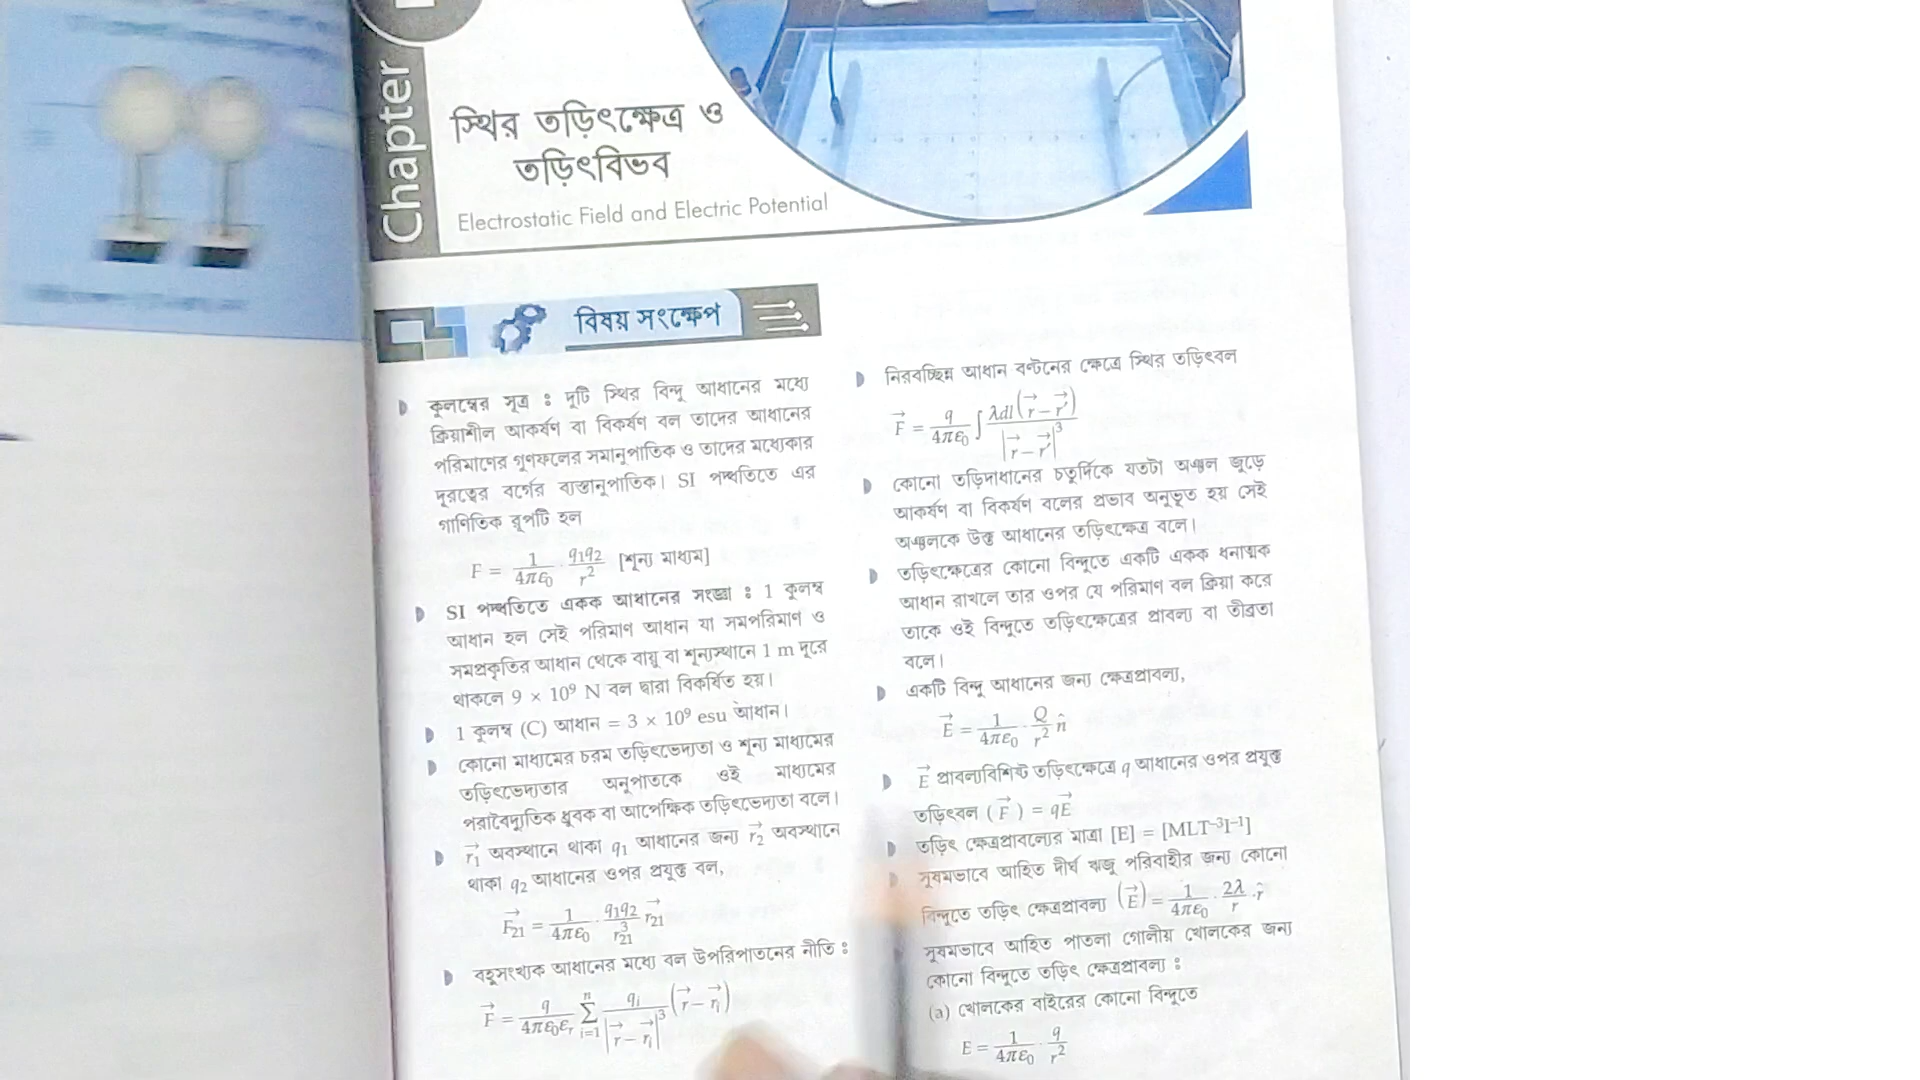 Chapter
স্থির তড়িৎক্ষেত্র ও
তড়িৎবিভব
Electrostatic Field and Electric Potential
বিষয় সংক্ষেপ
কুলম্বের সূত্র : দুটি স্থির বিন্দু আধানের মধ্যে
ক্রিয়াশীল আকর্ষণ বা বিকর্ষণ বল তাদের আধানের
পরিমাণের গুণফলের সমানুপাতিক ও তাদের মধ্যেকার
দূরত্বের বর্গের ব্যস্তানুপাতিক। SI পদ্ধতিতে এর
গাণিতিক রূপটি হল
F = 1/4πε₀ · q₁q₂/r² [শূন্য মাধ্যম]
SI পদ্ধতিতে একক আধানের সংজ্ঞা : 1 কুলম্ব
আধান হল সেই পরিমাণ আধান যা সমপরিমাণ ও
সমপ্রকৃতির আধান থেকে বায়ু বা শূন্যস্থানে 1 m দূরে
থাকলে 9 × 10⁹ N বল দ্বারা বিকর্ষিত হয়।
1 কুলম্ব (C) আধান = 3 × 10⁹ esu আধান।
কোনো মাধ্যমের চরম তড়িৎভেদ্যতা ও শূন্য মাধ্যমের
তড়িৎভেদ্যতার অনুপাতকে ওই মাধ্যমের
পরাবৈদ্যুতিক ধ্রুবক বা আপেক্ষিক তড়িৎভেদ্যতা বলে।
r⃗₁ অবস্থানে থাকা q₁ আধানের জন্য r⃗₂ অবস্থানে
থাকা q₂ আধানের ওপর প্রযুক্ত বল,
F⃗₂₁ = 1/4πε₀ · q₁q₂/r₂₁³ r⃗₂₁
বহুসংখ্যক আধানের মধ্যে বল উপরিপাতনের নীতি :
F⃗ = q/4πε₀εᵣ Σ(i=1 to n) qᵢ/|r⃗ − r⃗ᵢ|³ (r⃗ − r⃗ᵢ)
নিরবচ্ছিন্ন আধান বণ্টনের ক্ষেত্রে স্থির তড়িৎবল
F⃗ = q/4πε₀ ∫ λdl(r⃗ − r⃗′)/|r⃗ − r⃗′|³
কোনো তড়িদাধানের চতুর্দিকে যতটা অঞ্চল জুড়ে
আকর্ষণ বা বিকর্ষণ বলের প্রভাব অনুভূত হয় সেই
অঞ্চলকে উক্ত আধানের তড়িৎক্ষেত্র বলে।
তড়িৎক্ষেত্রের কোনো বিন্দুতে একটি একক ধনাত্মক
আধান রাখলে তার ওপর যে পরিমাণ বল ক্রিয়া করে
তাকে ওই বিন্দুতে তড়িৎক্ষেত্রের প্রাবল্য বা তীব্রতা
বলে।
একটি বিন্দু আধানের জন্য ক্ষেত্রপ্রাবল্য,
E⃗ = 1/4πε₀ · Q/r² n̂
E⃗ প্রাবল্যবিশিষ্ট তড়িৎক্ষেত্রে q আধানের ওপর প্রযুক্ত
তড়িৎবল (F⃗) = qE⃗
তড়িৎ ক্ষেত্রপ্রাবল্যের মাত্রা [E] = [MLT⁻³I⁻¹]
সুষমভাবে আহিত দীর্ঘ ঋজু পরিবাহীর জন্য কোনো
বিন্দুতে তড়িৎ ক্ষেত্রপ্রাবল্য (E⃗) = 1/4πε₀ · 2λ/r · r̂
সুষমভাবে আহিত পাতলা গোলীয় খোলকের জন্য
কোনো বিন্দুতে তড়িৎ ক্ষেত্রপ্রাবল্য :
(a) খোলকের বাইরের কোনো বিন্দুতে
E = 1/4πε₀ · q/r²